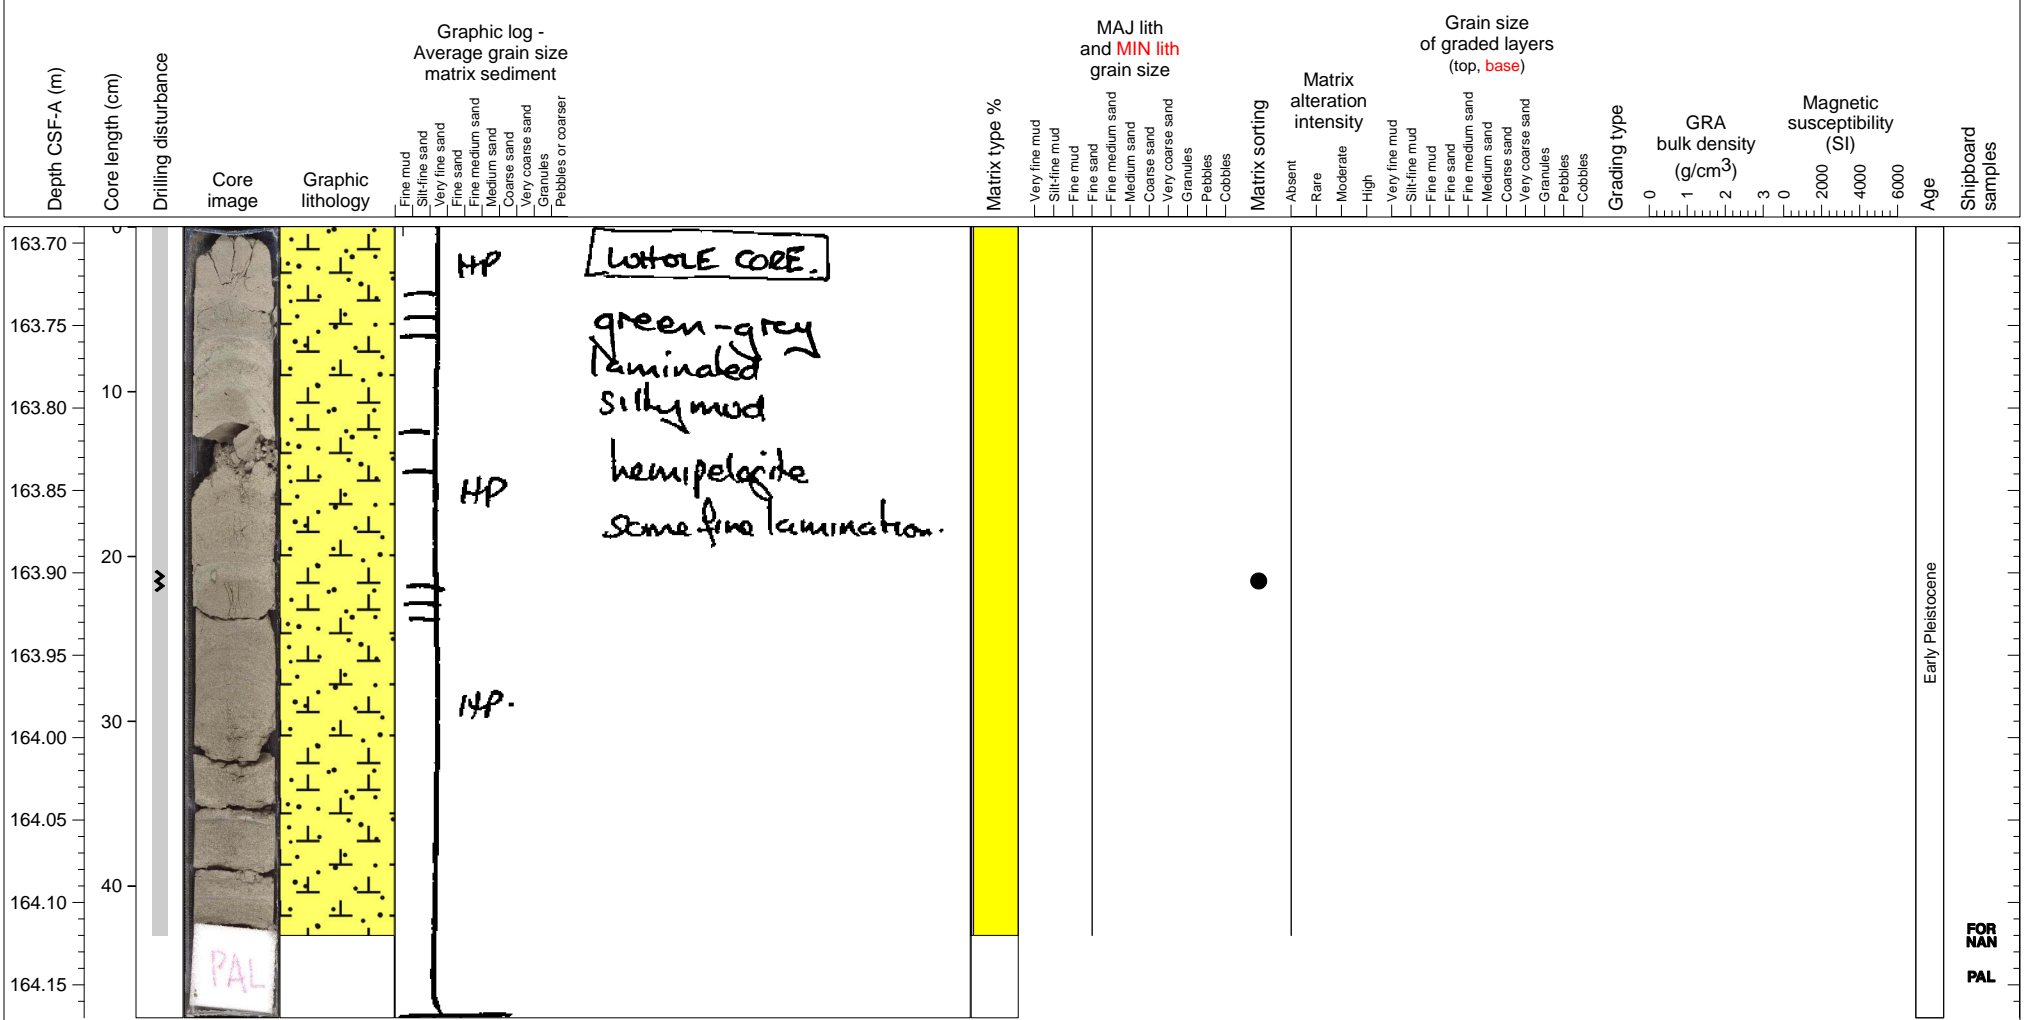 Depth CSF-A (m)
Core length (cm)
Drilling disturbance
Core
image
Graphic
lithology
Graphic log -
Average grain size
matrix sediment
Fine mud
Silt-fine sand
Very fine sand
Fine sand
Fine medium sand
Medium sand
Coarse sand
Very coarse sand
Granules
Pebbles or coarser
Matrix type %
MAJ lith
and MIN lith
grain size
Very fine mud
Silt-fine mud
Fine mud
Fine sand
Fine medium sand
Medium sand
Coarse sand
Very coarse sand
Granules
Pebbles
Cobbles
Matrix sorting
Matrix
alteration
intensity
Absent
Rare
Moderate
High
Grain size
of graded layers
(top, base)
Very fine mud
Silt-fine mud
Fine mud
Fine sand
Fine medium sand
Medium sand
Coarse sand
Very coarse sand
Granules
Pebbles
Cobbles
Grading type
GRA
bulk density
(g/cm3)
0 1 2 3
Magnetic
susceptibility
(SI)
0 2000 4000 6000
Age
Shipboard
samples
163.70
163.75
163.80
163.85
163.90
163.95
164.00
164.05
164.10
164.15
0
10
20
30
40
PAL
HP
HP
HP.
WHOLE CORE.
green-grey
laminated
silty mud
hemipelagite
some fine lamination.
Early Pleistocene
FOR
NAN
PAL